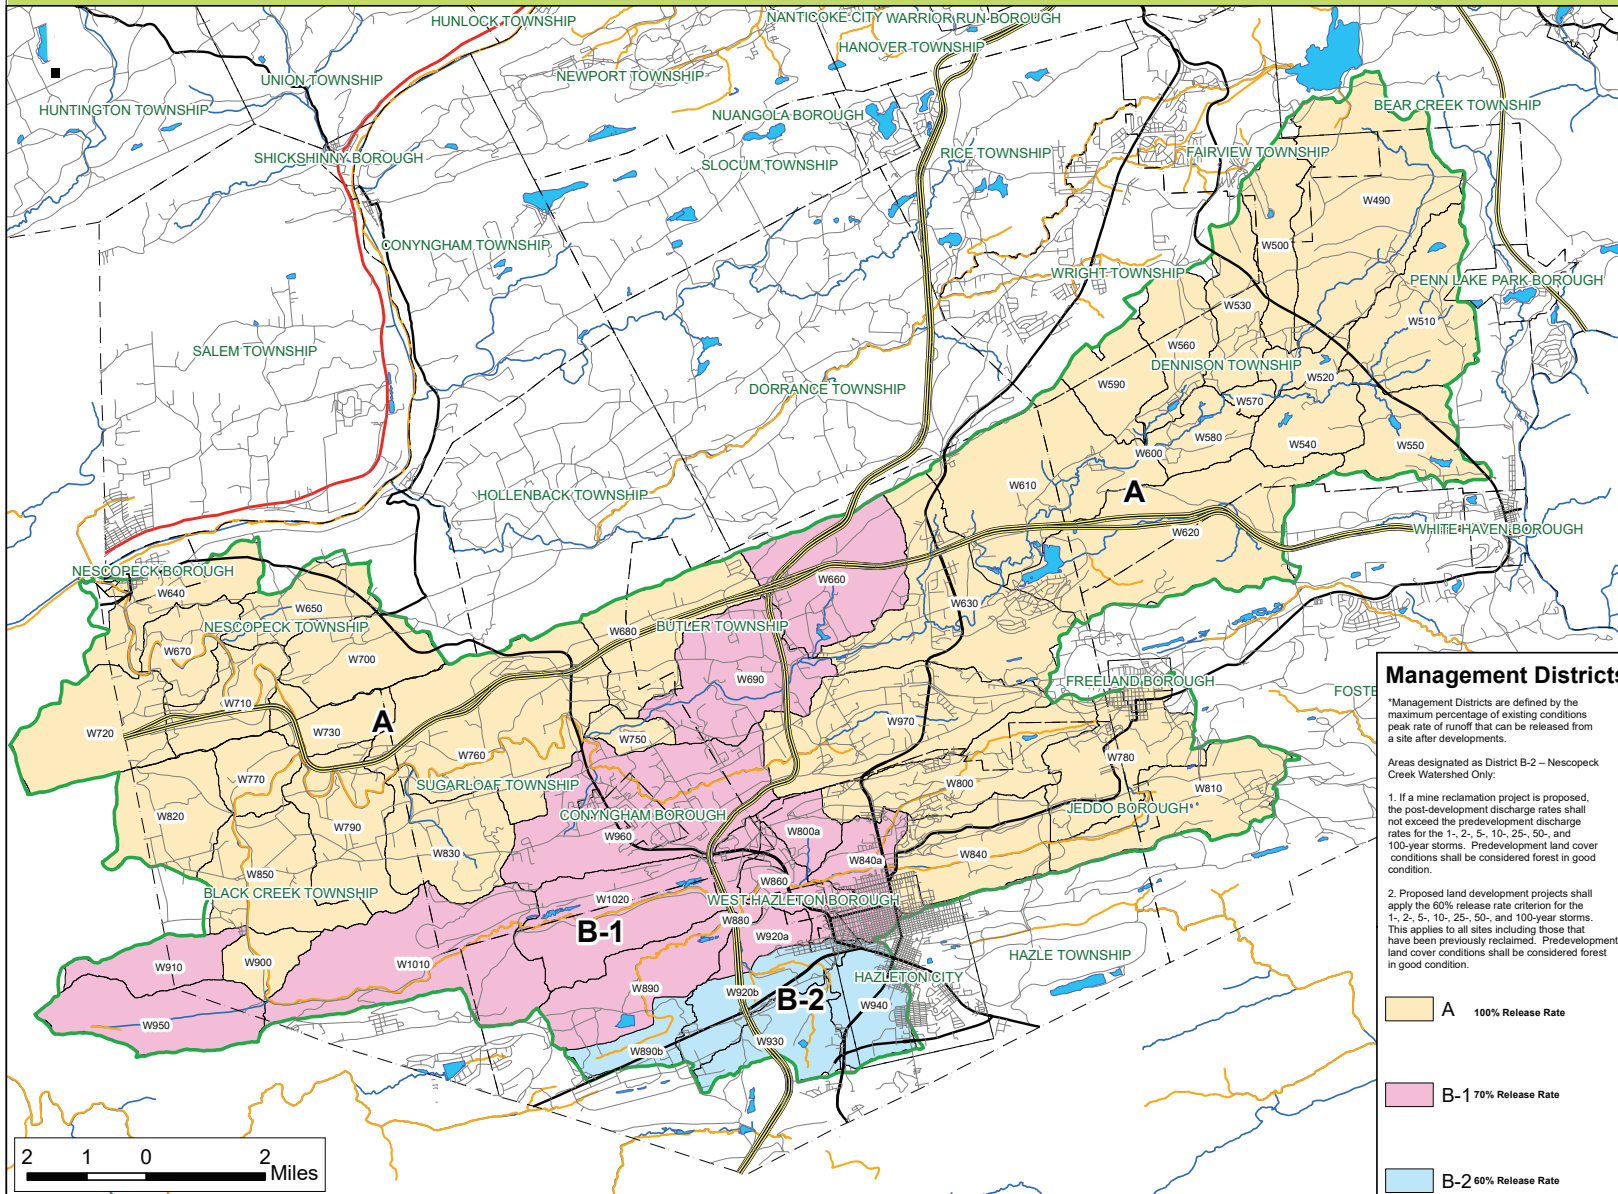 HUNLOCK TOWNSHIP
NANTICOKE CITY
WARRIOR RUN BOROUGH
HANOVER TOWNSHIP
NEWPORT TOWNSHIP
UNION TOWNSHIP
HUNTINGTON TOWNSHIP
NUANGOLA BOROUGH
BEAR CREEK TOWNSHIP
SHICKSHINNY BOROUGH
SLOCUM TOWNSHIP
RICE TOWNSHIP
FAIRVIEW TOWNSHIP
W490
CONYNGHAM TOWNSHIP
W500
WRIGHT TOWNSHIP
PENN LAKE PARK BOROUGH
W530
W510
SALEM TOWNSHIP
W560
DENNISON TOWNSHIP
W590
W520
DORRANCE TOWNSHIP
W570
W580
W540
W550
W600
HOLLENBACK TOWNSHIP
W610
A
W620
WHITE HAVEN BOROUGH
NESCOPECK BOROUGH
W640
W660
W650
W630
NESCOPECK TOWNSHIP
W680
BUTLER TOWNSHIP
W670
W700
W690
FREELAND BOROUGH
FOSTE
W710
W720
W730
A
W970
W750
W760
W780
W770
SUGARLOAF TOWNSHIP
W800
W810
W820
CONYNGHAM BOROUGH
JEDDO BOROUGH
W790
W960
W800a
W830
W840a
W840
W850
W860
BLACK CREEK TOWNSHIP
W1020
WEST HAZLETON BOROUGH
W880
B-1
W920a
W910
W900
W1010
HAZLE TOWNSHIP
HAZLETON CITY
W890
W920b
B-2
W940
W950
W890b
W930
2 1 0 2
Miles
Management Districts
*Management Districts are defined by the
maximum percentage of existing conditions
peak rate of runoff that can be released from
a site after developments.
Areas designated as District B-2 – Nescopeck
Creek Watershed Only:
1. If a mine reclamation project is proposed,
the post-development discharge rates shall
not exceed the predevelopment discharge
rates for the 1-, 2-, 5-, 10-, 25-, 50-, and
100-year storms. Predevelopment land cover
conditions shall be considered forest in good
condition.
2. Proposed land development projects shall
apply the 60% release rate criterion for the
1-, 2-, 5-, 10-, 25-, 50-, and 100-year storms.
This applies to all sites including those that
have been previously reclaimed. Predevelopment
land cover conditions shall be considered forest
in good condition.
A 100% Release Rate
B-1 70% Release Rate
B-2 60% Release Rate